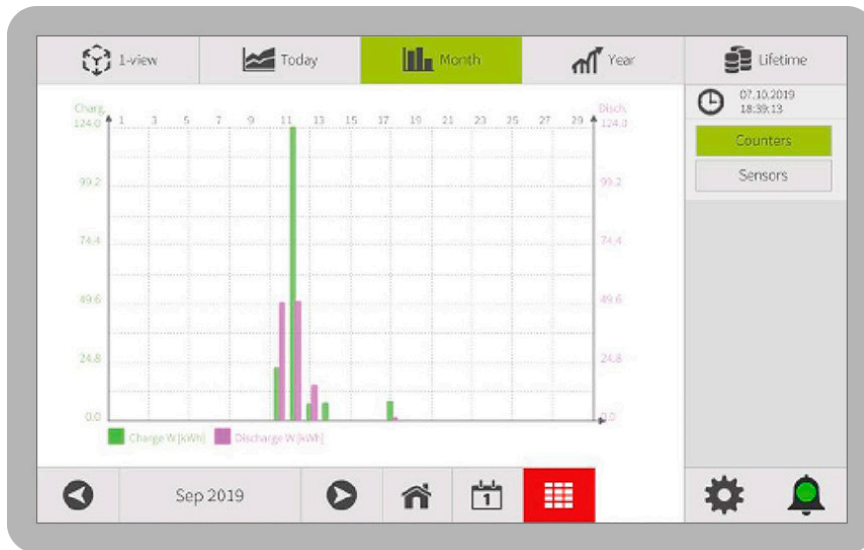 1-view
Today
Month
Year
Lifetime
07.10.2019
18:39:13
Counters
Sensors
Charg.
Disch.
124.0
1 3 5 7 9 11 13 15 17 19 21 23 25 27 29
124.0
99.2
99.2
74.4
74.4
49.6
49.6
24.8
24.8
0.0
0.0
Charge W [kWh] Discharge W [kWh]
Sep 2019
1